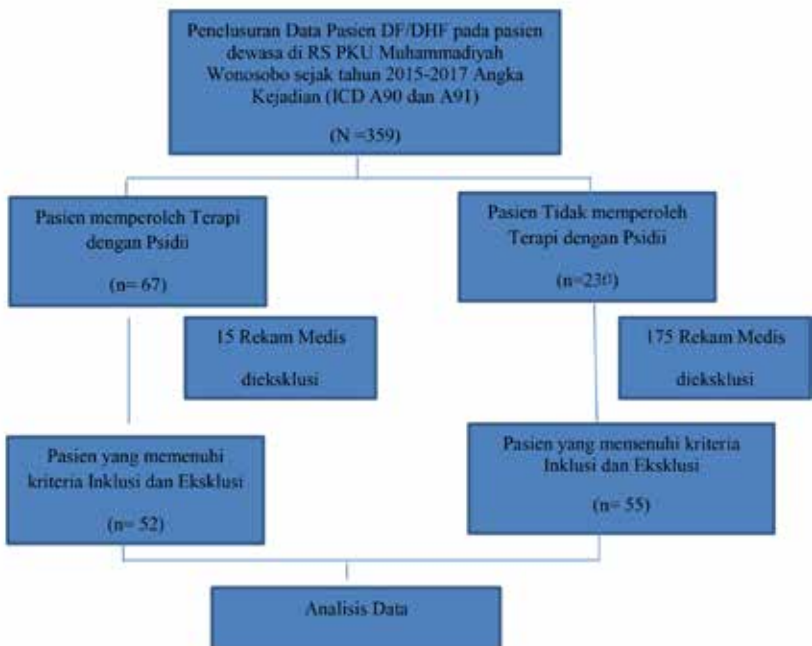 Penelusuran Data Pasien DF/DHF pada pasien
dewasa di RS PKU Muhammadiyah
Wonosobo sejak tahun 2015-2017 Angka
Kejadian (ICD A90 dan A91)
(N =359)
Pasien memperoleh Terapi
dengan Psidii
(n= 67)
Pasien Tidak memperoleh
Terapi dengan Psidii
15 Rekam Medis
dieksklusi
175 Rekam Medis
dieksklusi
Pasien yang memenuhi
kriteria Inklusi dan Eksklusi
(n= 52)
Pasien yang memenuhi kriteria
Inklusi dan Eksklusi
(n= 55)
Analisis Data